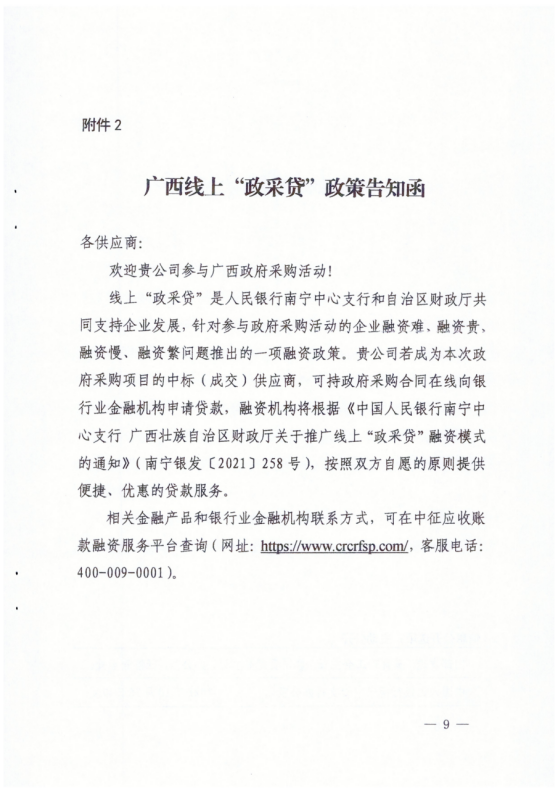 附件 2
广西线上“政采贷”政策告知函
各供应商:
欢迎贵公司参与广西政府采购活动!
线上“政采贷”是人民银行南宁中心支行和自治区财政厅共
同支持企业发展，针对参与政府采购活动的企业融资难、融资贵、
融资慢、融资繁问题推出的一项融资政策。贵公司若成为本次政
府采购项目的中标（成交）供应商，可持政府采购合同在线向银
行业金融机构申请贷款，融资机构将根据《中国人民银行南宁中
心支行 广西壮族自治区财政厅关于推广线上“政采贷”融资模式
的通知》（南宁银发〔2021〕258 号），按照双方自愿的原则提供
便捷、优惠的贷款服务。
相关金融产品和银行业金融机构联系方式，可在中征应收账
款融资服务平台查询（网址: https://www.crcrfsp.com/，客服电话:
400-009-0001）。
— 9 —